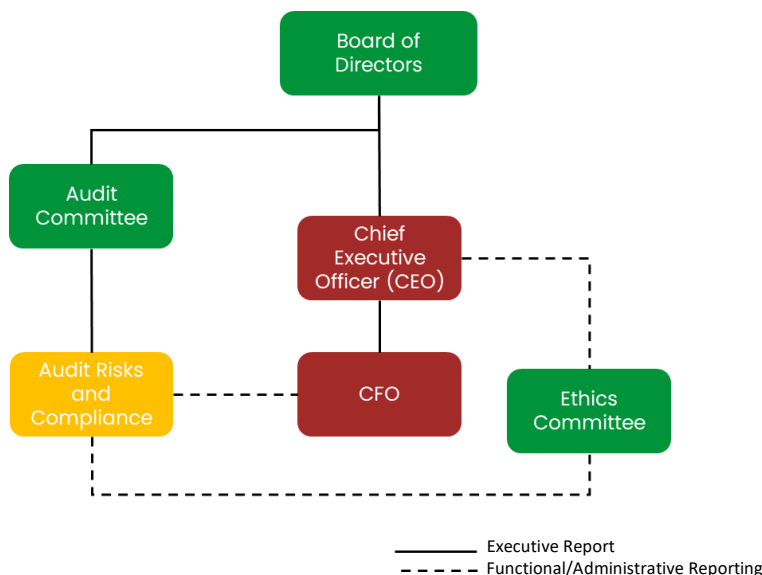 Board of
Directors
Audit
Committee
Chief
Executive
Officer (CEO)
Audit Risks
and
Compliance
CFO
Ethics
Committee
Executive Report
Functional/Administrative Reporting